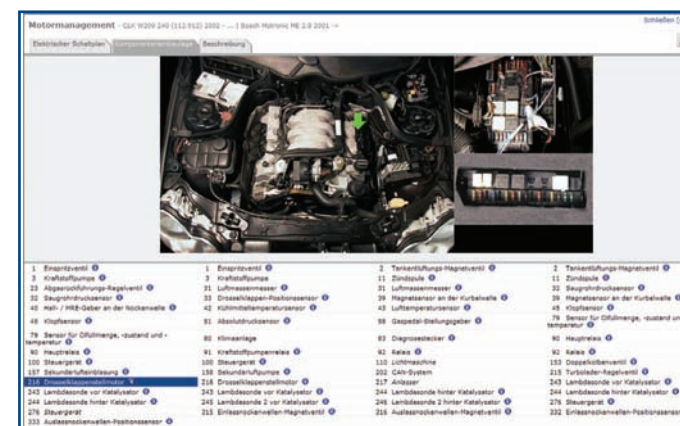 Motormanagement - CLK W209 240 (112.912) 2002 - ... | Bosch Motronic ME 2.8 2001 -»
Schließen
Elektrischer Schaltplan Komponentenanlage Beschreibung
1 Einspritzventil 1 Einspritzventil 2 Tankentlüftungs-Magnetventil 2 Tankentlüftungs-Magnetventil
3 Kraftstoffpumpe 3 Kraftstoffpumpe 11 Zündspule 11 Zündspule
23 Abgasrückführungs-Regelventil 31 Luftmassenmesser 31 Luftmassenmesser 32 Saugrohrdrucksensor
32 Saugrohrdrucksensor 33 Drosselklappen-Positionssensor 39 Magnetsensor an der Kurbelwelle 39 Magnetsensor an der Kurbelwelle
40 Hall- / MRE-Geber an der Nockenwelle 42 Kühlmitteltemperatursensor 43 Lufttemperatursensor 48 Klopfsensor
48 Klopfsensor 81 Absolutdrucksensor 98 Gaspedal-Stellungsgeber 79 Sensor für Ölfüllmenge, -zustand und
temperatur
79 Sensor für Ölfüllmenge, -zustand und -
temperatur 80 Klimaanlage 83 Diagnosestecker 90 Hauptrelais
90 Hauptrelais 91 Kraftstoffpumpenrelais 92 Relais 92 Relais
100 Steuergerät 100 Steuergerät 110 Lichtmaschine 153 Doppelkolbenventil
157 Sekundärlufteinblasung 158 Sekundärluftpumpe 202 CAN-System 215 Turbolader-Regelventil
216 Drosselklappenstellmotor 216 Drosselklappenstellmotor 217 Anlasser 243 Lambdasonde vor Katalysator
243 Lambdasonde vor Katalysator 243 Lambdasonde vor Katalysator 244 Lambdasonde hinter Katalysator 244 Lambdasonde hinter Katalysator
244 Lambdasonde hinter Katalysator 245 Lambdasonde 2 vor Katalysator 246 Lambdasonde 2 hinter Katalysator 276 Steuergerät
276 Steuergerät 315 Einlassnockenwellen-Magnetventil 316 Auslassnockenwellen-Magnetventil 332 Einlassnockenwellen-Positionssensor
333 Auslassnockenwellen-Positionssensor